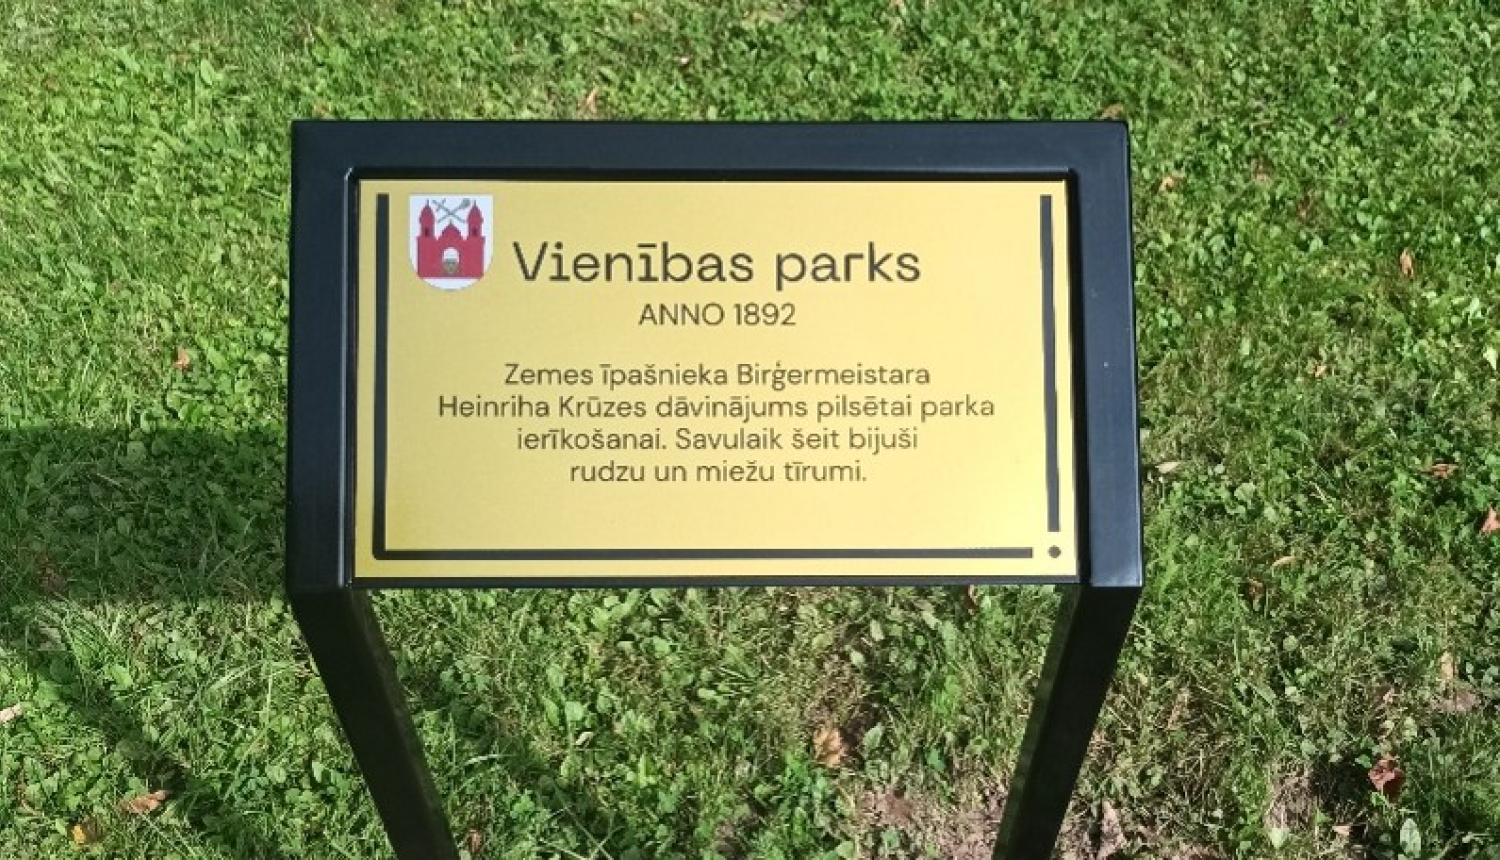 Vienības parks
ANNO 1892
Zemes īpašnieka Birģermeistara
Heinriha Krūzes dāvinājums pilsētai parka
ierīkošanai. Savulaik šeit bijuši
rudzu un miežu tīrumi.